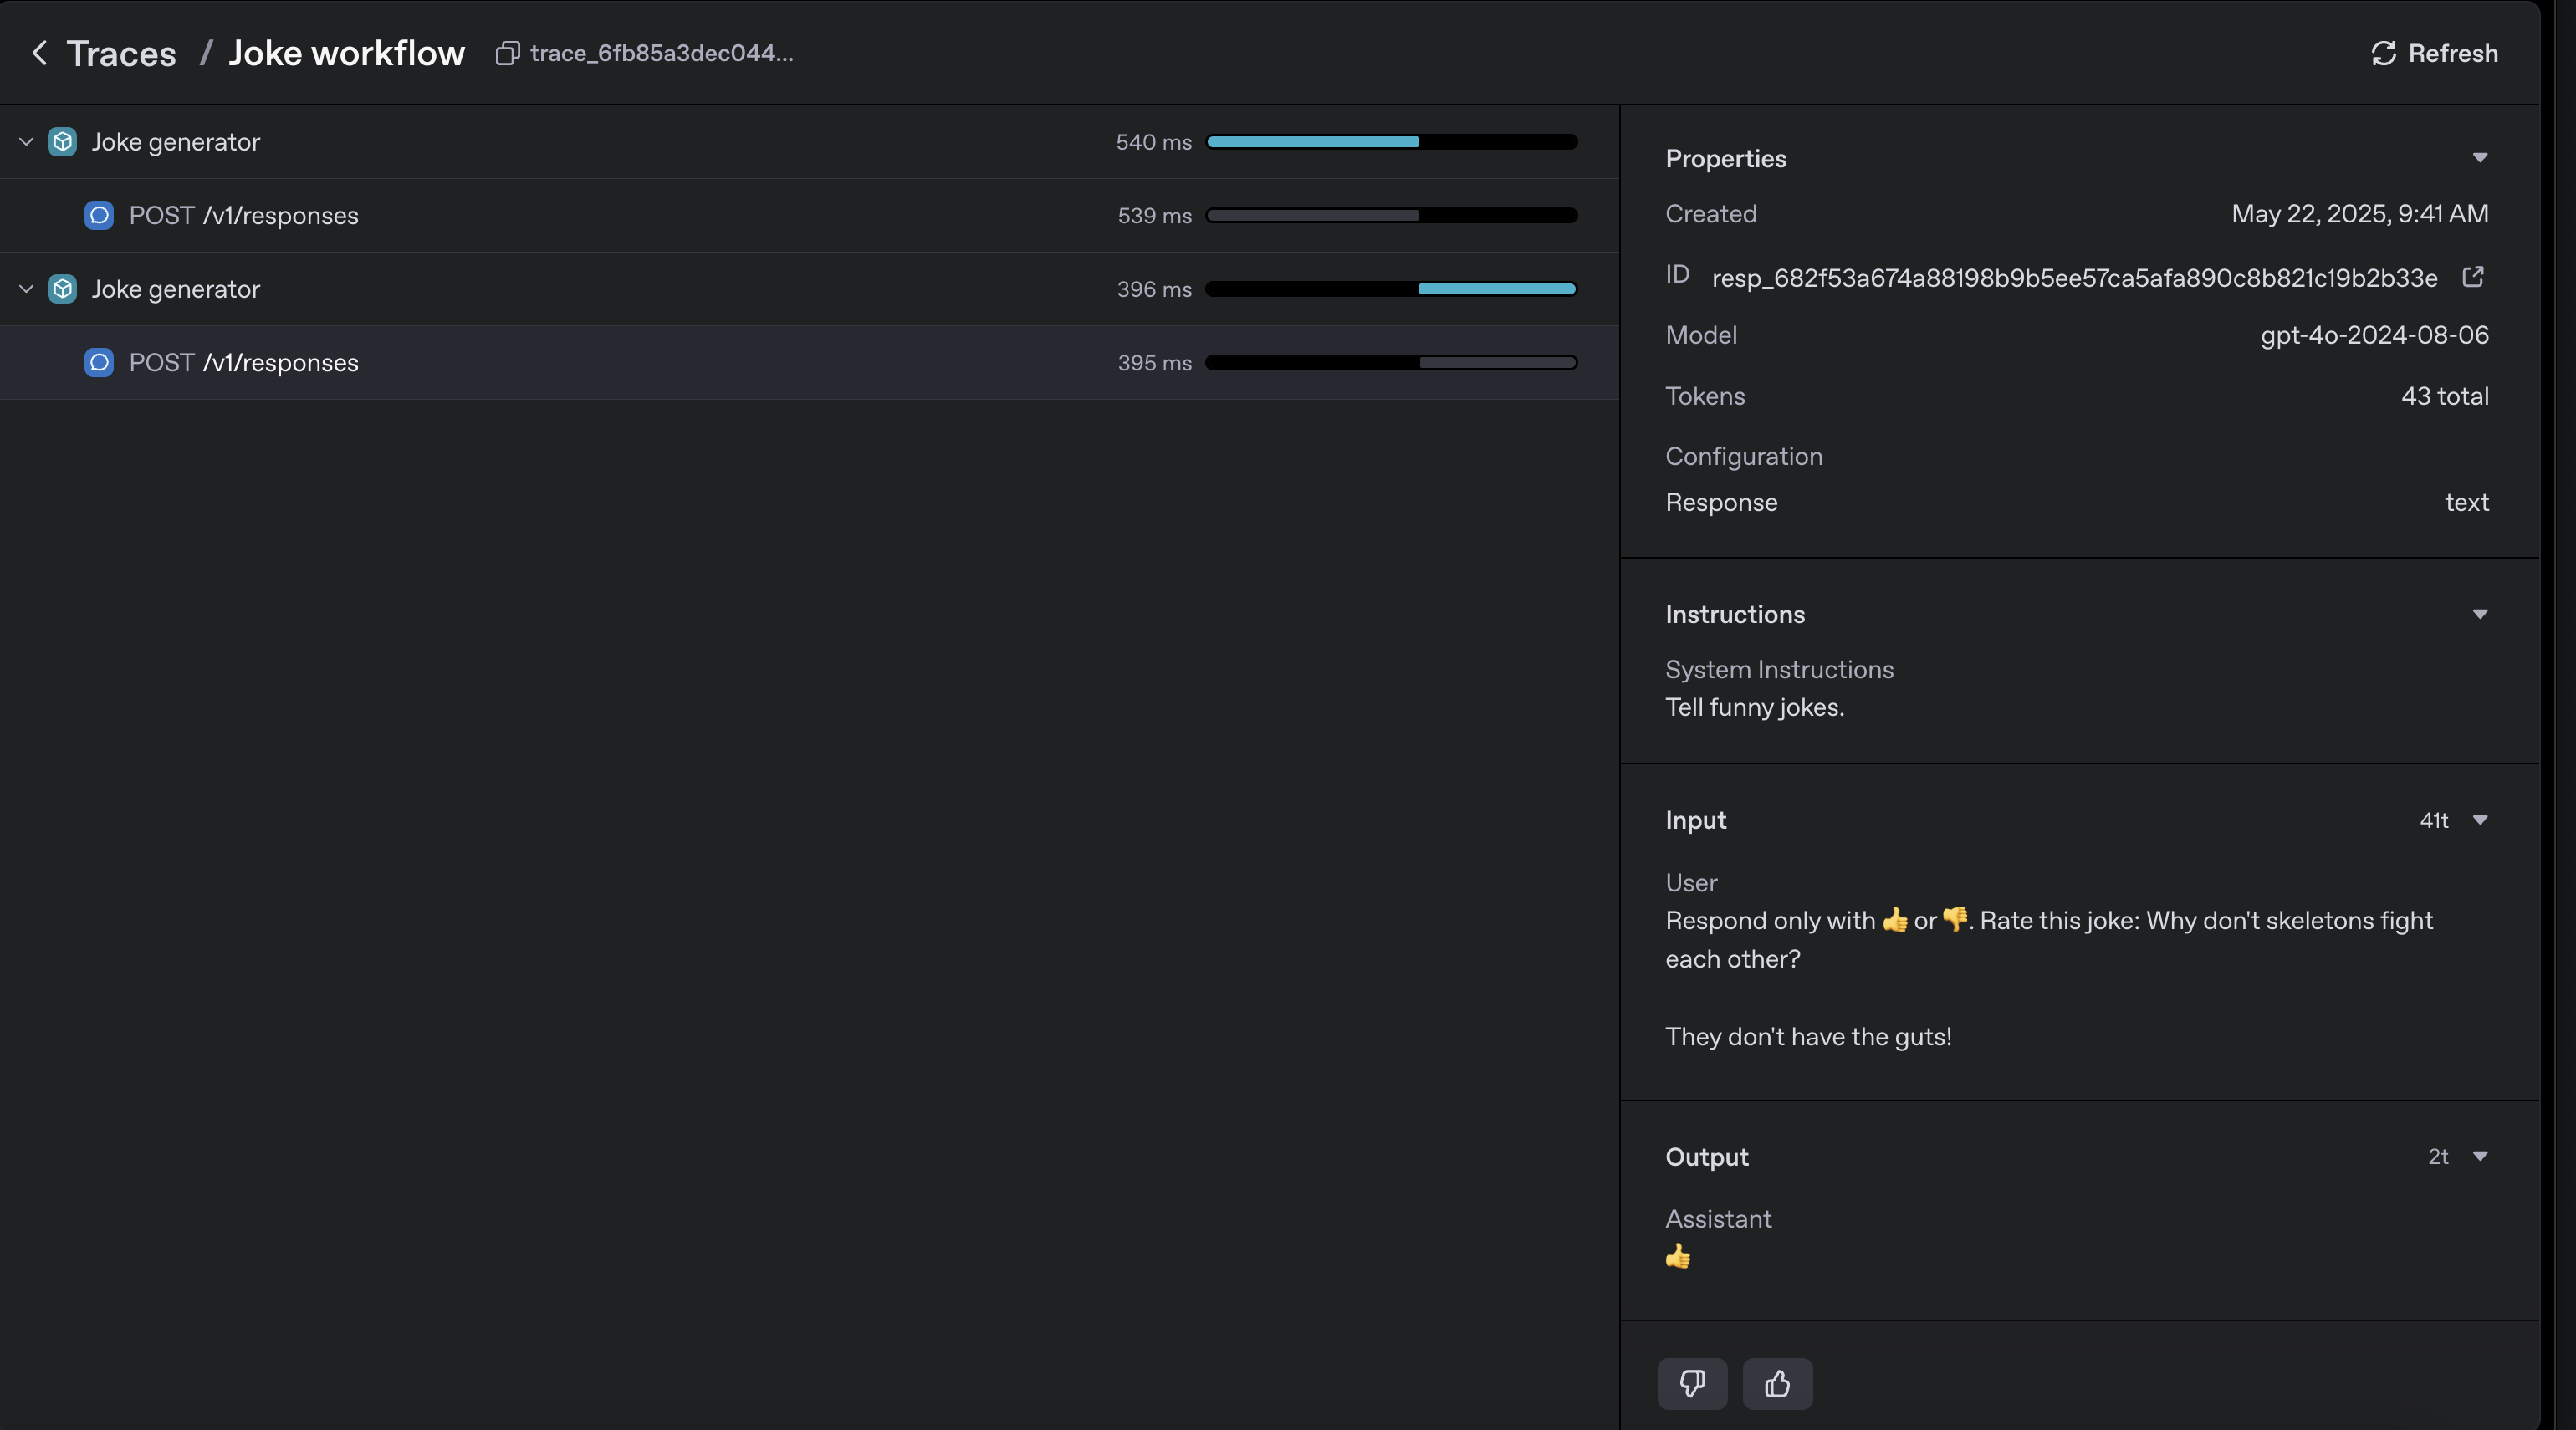 Traces / Joke workflow trace_6fb85a3dec044... Refresh
Joke generator 540 ms
POST /v1/responses 539 ms
Joke generator 396 ms
POST /v1/responses 395 ms
Properties
Created May 22, 2025, 9:41 AM
ID resp_682f53a674a88198b9b5ee57ca5afa890c8b821c19b2b33e
Model gpt-4o-2024-08-06
Tokens 43 total
Configuration
Response text
Instructions
System Instructions
Tell funny jokes.
Input 41t
User
Respond only with 👍 or 👎. Rate this joke: Why don't skeletons fight
each other?
They don't have the guts!
Output 2t
Assistant
👍